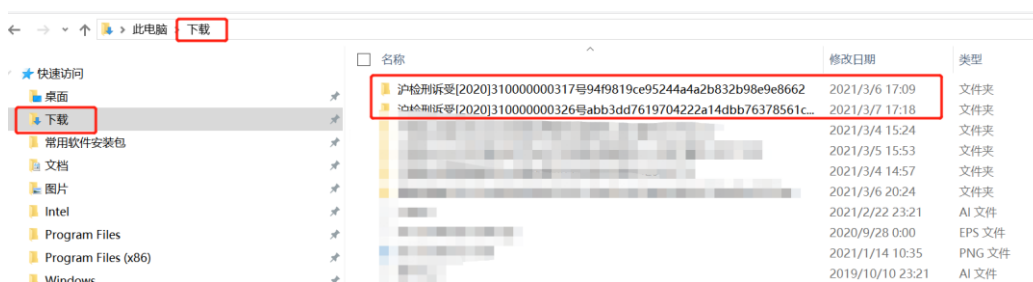 此电脑 › 下载
名称 修改日期 类型
快速访问
桌面
下载
常用软件安装包
文档
图片
Intel
Program Files
Program Files (x86)
Windows
沪检刑诉受[2020]310000000317号94f9819ce95244a4a2b832b98e9e8662 2021/3/6 17:09 文件夹
沪检刑诉受[2020]310000000326号abb3dd7619704222a14dbb76378561c... 2021/3/7 17:18 文件夹
2021/3/4 15:24 文件夹
2021/3/5 15:53 文件夹
2021/3/4 14:57 文件夹
2021/3/6 20:24 文件夹
2021/2/22 23:21 AI 文件
2020/9/28 0:00 EPS 文件
2021/1/14 10:35 PNG 文件
2019/10/10 23:21 AI 文件